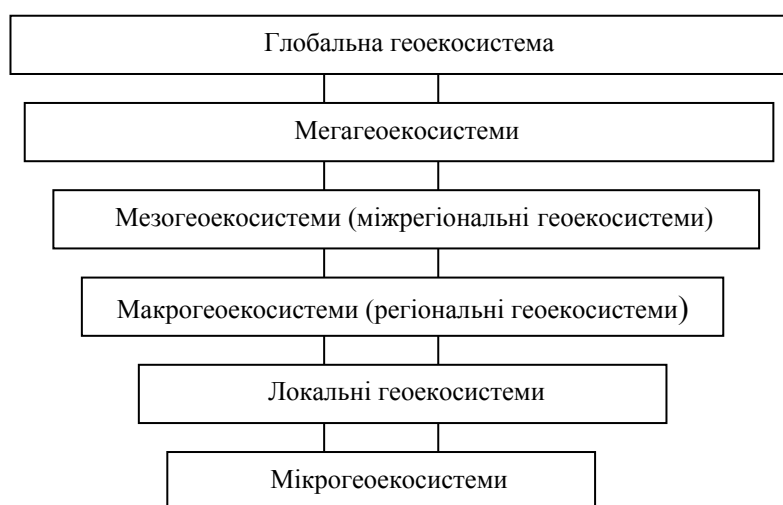 Глобальна геоекосистема
Мегагеоекосистеми
Мезогеоекосистеми (міжрегіональні геоекосистеми)
Макрогеоекосистеми (регіональні геоекосистеми)
Локальні геоекосистеми
Мікрогеоекосистеми